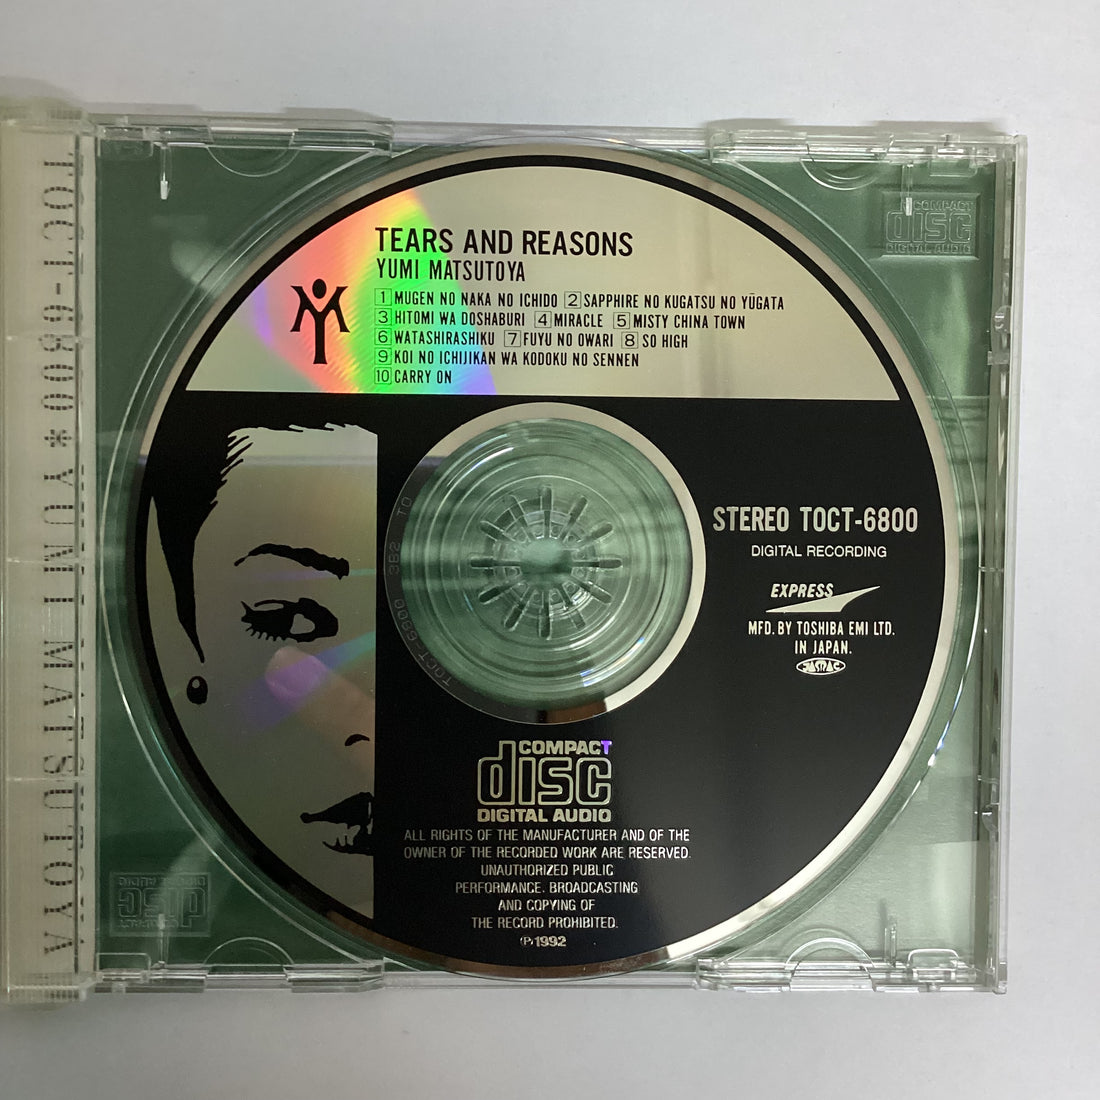 TOCT-6800*YUMI MATSUTOYA
COMPACT
disc
DIGITAL AUDIO
TEARS AND REASONS
YUMI MATSUTOYA
1 MUGEN NO NAKA NO ICHIDO 2 SAPPHIRE NO KUGATSU NO YŪGATA
3 HITOMI WA DOSHABURI 4 MIRACLE 5 MISTY CHINA TOWN
6 WATASHIRASHIKU 7 FUYU NO OWARI 8 SO HIGH
9 KOI NO ICHIJIKAN WA KODOKU NO SENNEN
10 CARRY ON
STEREO TOCT-6800
DIGITAL RECORDING
EXPRESS
MFD. BY TOSHIBA EMI LTD.
IN JAPAN.
JASRAC
TOCT-6800 3B2 TO
COMPACT
disc
DIGITAL AUDIO
ALL RIGHTS OF THE MANUFACTURER AND OF THE
OWNER OF THE RECORDED WORK ARE RESERVED.
UNAUTHORIZED PUBLIC
PERFORMANCE. BROADCASTING
AND COPYING OF
THE RECORD PROHIBITED.
℗1992